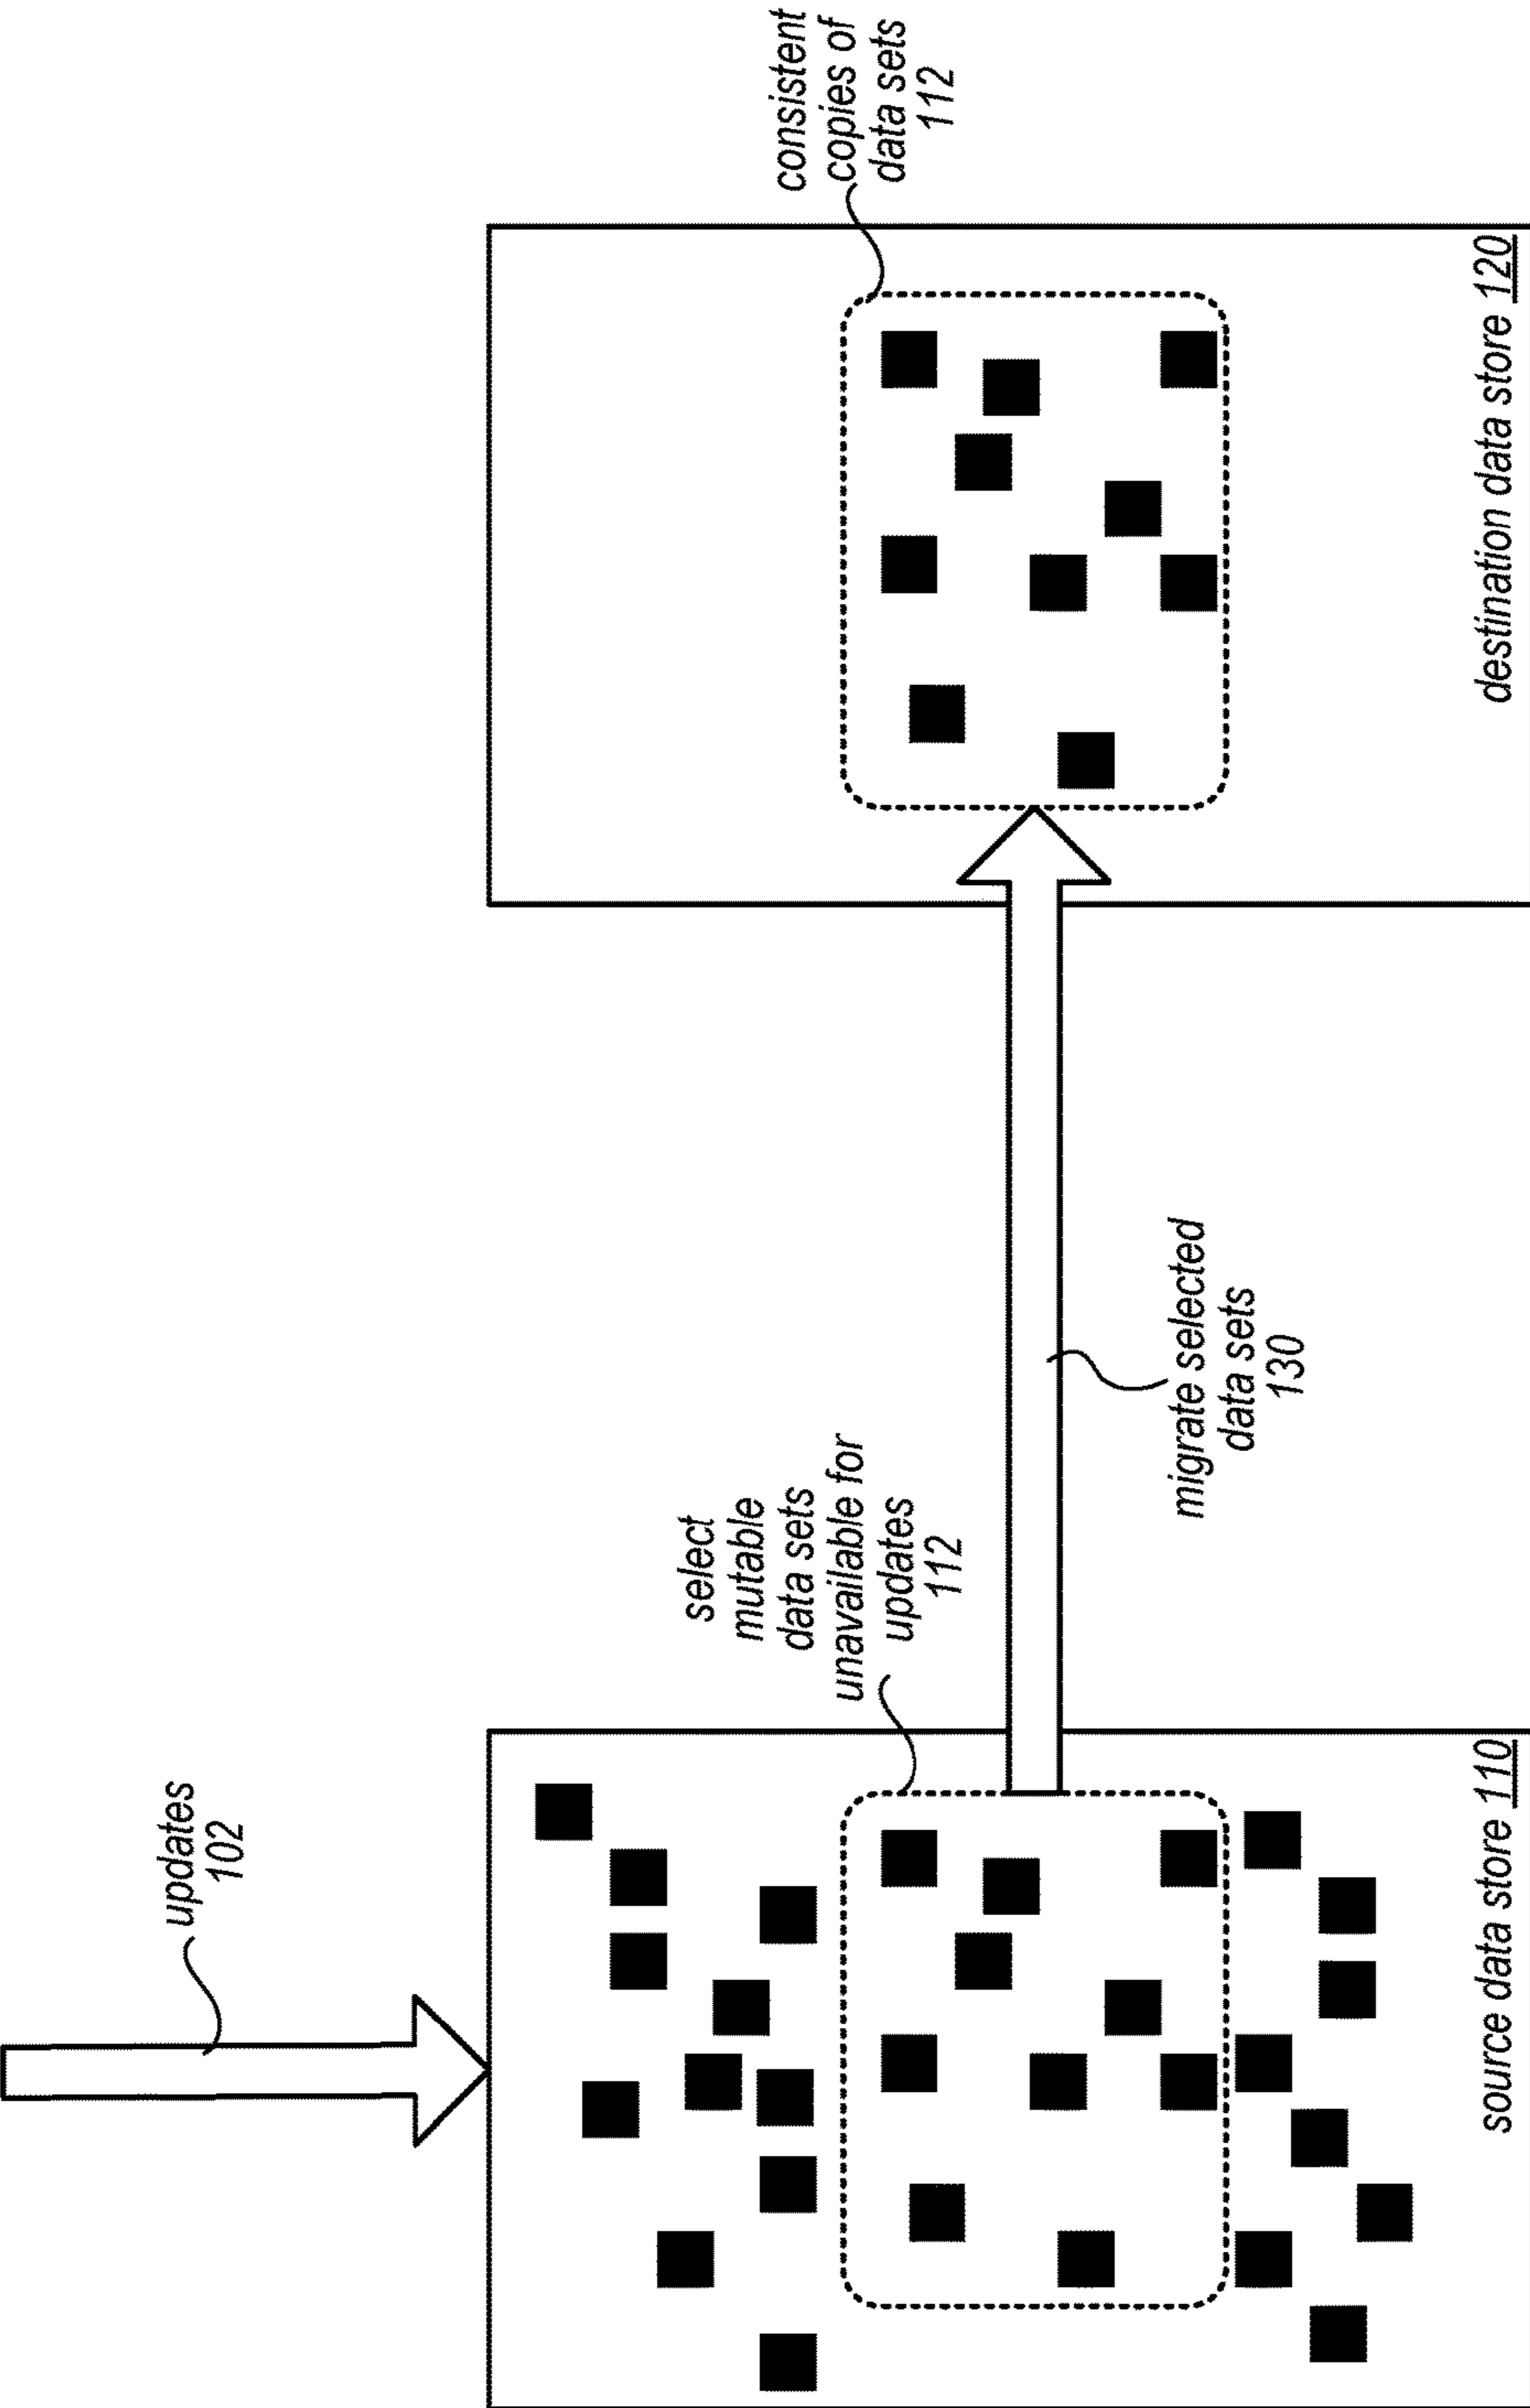 updates
102
select
mutable
data sets
unavailable for
updates
112
migrate selected
data sets
130
consistent
copies of
data sets
112
source data store 110
destination data store 120